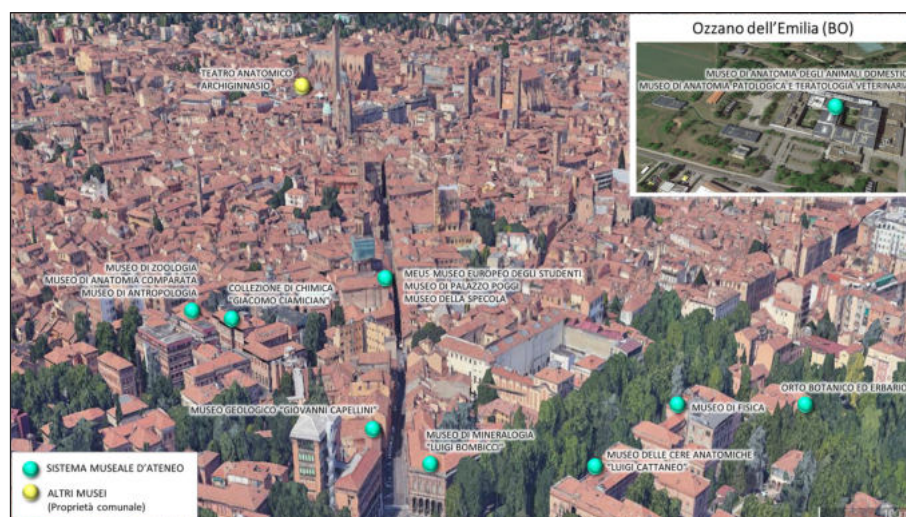 Ozzano dell'Emilia (BO)
MUSEO DI ANATOMIA DEGLI ANIMALI DOMESTICI
MUSEO DI ANATOMIA PATOLOGICA E TERATOLOGIA VETERINARIA
TEATRO ANATOMICO
ARCHIGINNASIO
MUSEO DI ZOOLOGIA
MUSEO DI ANATOMIA COMPARATA
MUSEO DI ANTROPOLOGIA
COLLEZIONE DI CHIMICA
"GIACOMO CIAMICIAN"
MEUS-MUSEO EUROPEO DEGLI STUDENTI
MUSEO DI PALAZZO POGGI
MUSEO DELLA SPECOLA
MUSEO GEOLOGICO "GIOVANNI CAPELLINI"
MUSEO DI MINERALOGIA
"LUIGI BOMBICCI"
MUSEO DI FISICA
ORTO BOTANICO ED ERBARIO
MUSEO DELLE CERE ANATOMICHE
"LUIGI CATTANEO"
SISTEMA MUSEALE D'ATENEO
ALTRI MUSEI
(Proprietà comunale)